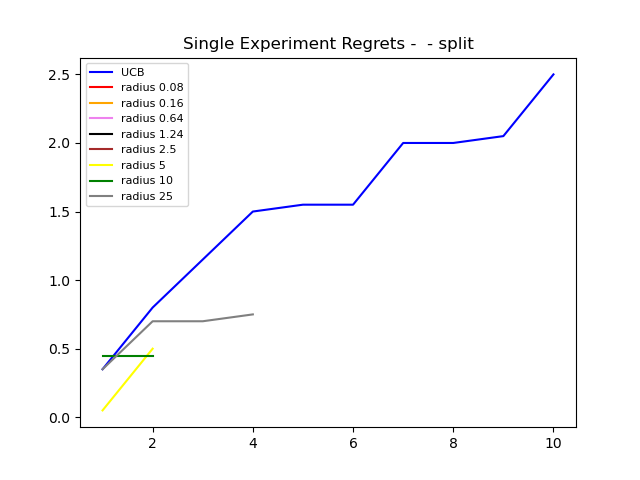 Single Experiment Regrets -  - split
UCB
radius 0.08
radius 0.16
radius 0.64
radius 1.24
radius 2.5
radius 5
radius 10
radius 25
2.5
2.0
1.5
1.0
0.5
0.0
2 4 6 8 10